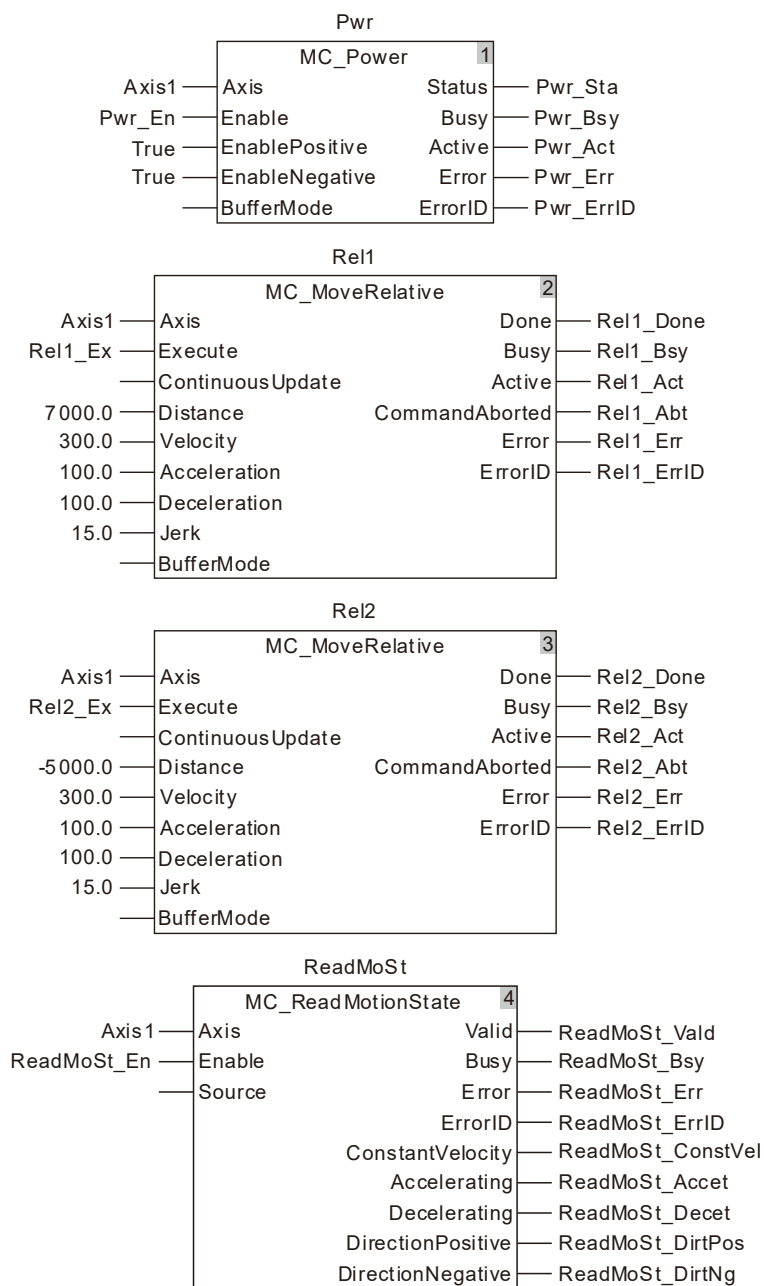 Pwr
MC_Power 1
Axis1 Axis Status Pwr_Sta
Pwr_En Enable Busy Pwr_Bsy
True EnablePositive Active Pwr_Act
True EnableNegative Error Pwr_Err
BufferMode ErrorID Pwr_ErrID
Rel1
MC_MoveRelative 2
Axis1 Axis Done Rel1_Done
Rel1_Ex Execute Busy Rel1_Bsy
ContinuousUpdate Active Rel1_Act
7000.0 Distance CommandAborted Rel1_Abt
300.0 Velocity Error Rel1_Err
100.0 Acceleration ErrorID Rel1_ErrID
100.0 Deceleration
15.0 Jerk
BufferMode
Rel2
MC_MoveRelative 3
Axis1 Axis Done Rel2_Done
Rel2_Ex Execute Busy Rel2_Bsy
ContinuousUpdate Active Rel2_Act
-5000.0 Distance CommandAborted Rel2_Abt
300.0 Velocity Error Rel2_Err
100.0 Acceleration ErrorID Rel2_ErrID
100.0 Deceleration
15.0 Jerk
BufferMode
ReadMoSt
MC_ReadMotionState 4
Axis1 Axis Valid ReadMoSt_Vald
ReadMoSt_En Enable Busy ReadMoSt_Bsy
Source Error ReadMoSt_Err
ErrorID ReadMoSt_ErrID
ConstantVelocity ReadMoSt_ConstVel
Accelerating ReadMoSt_Accet
Decelerating ReadMoSt_Decet
DirectionPositive ReadMoSt_DirtPos
DirectionNegative ReadMoSt_DirtNg